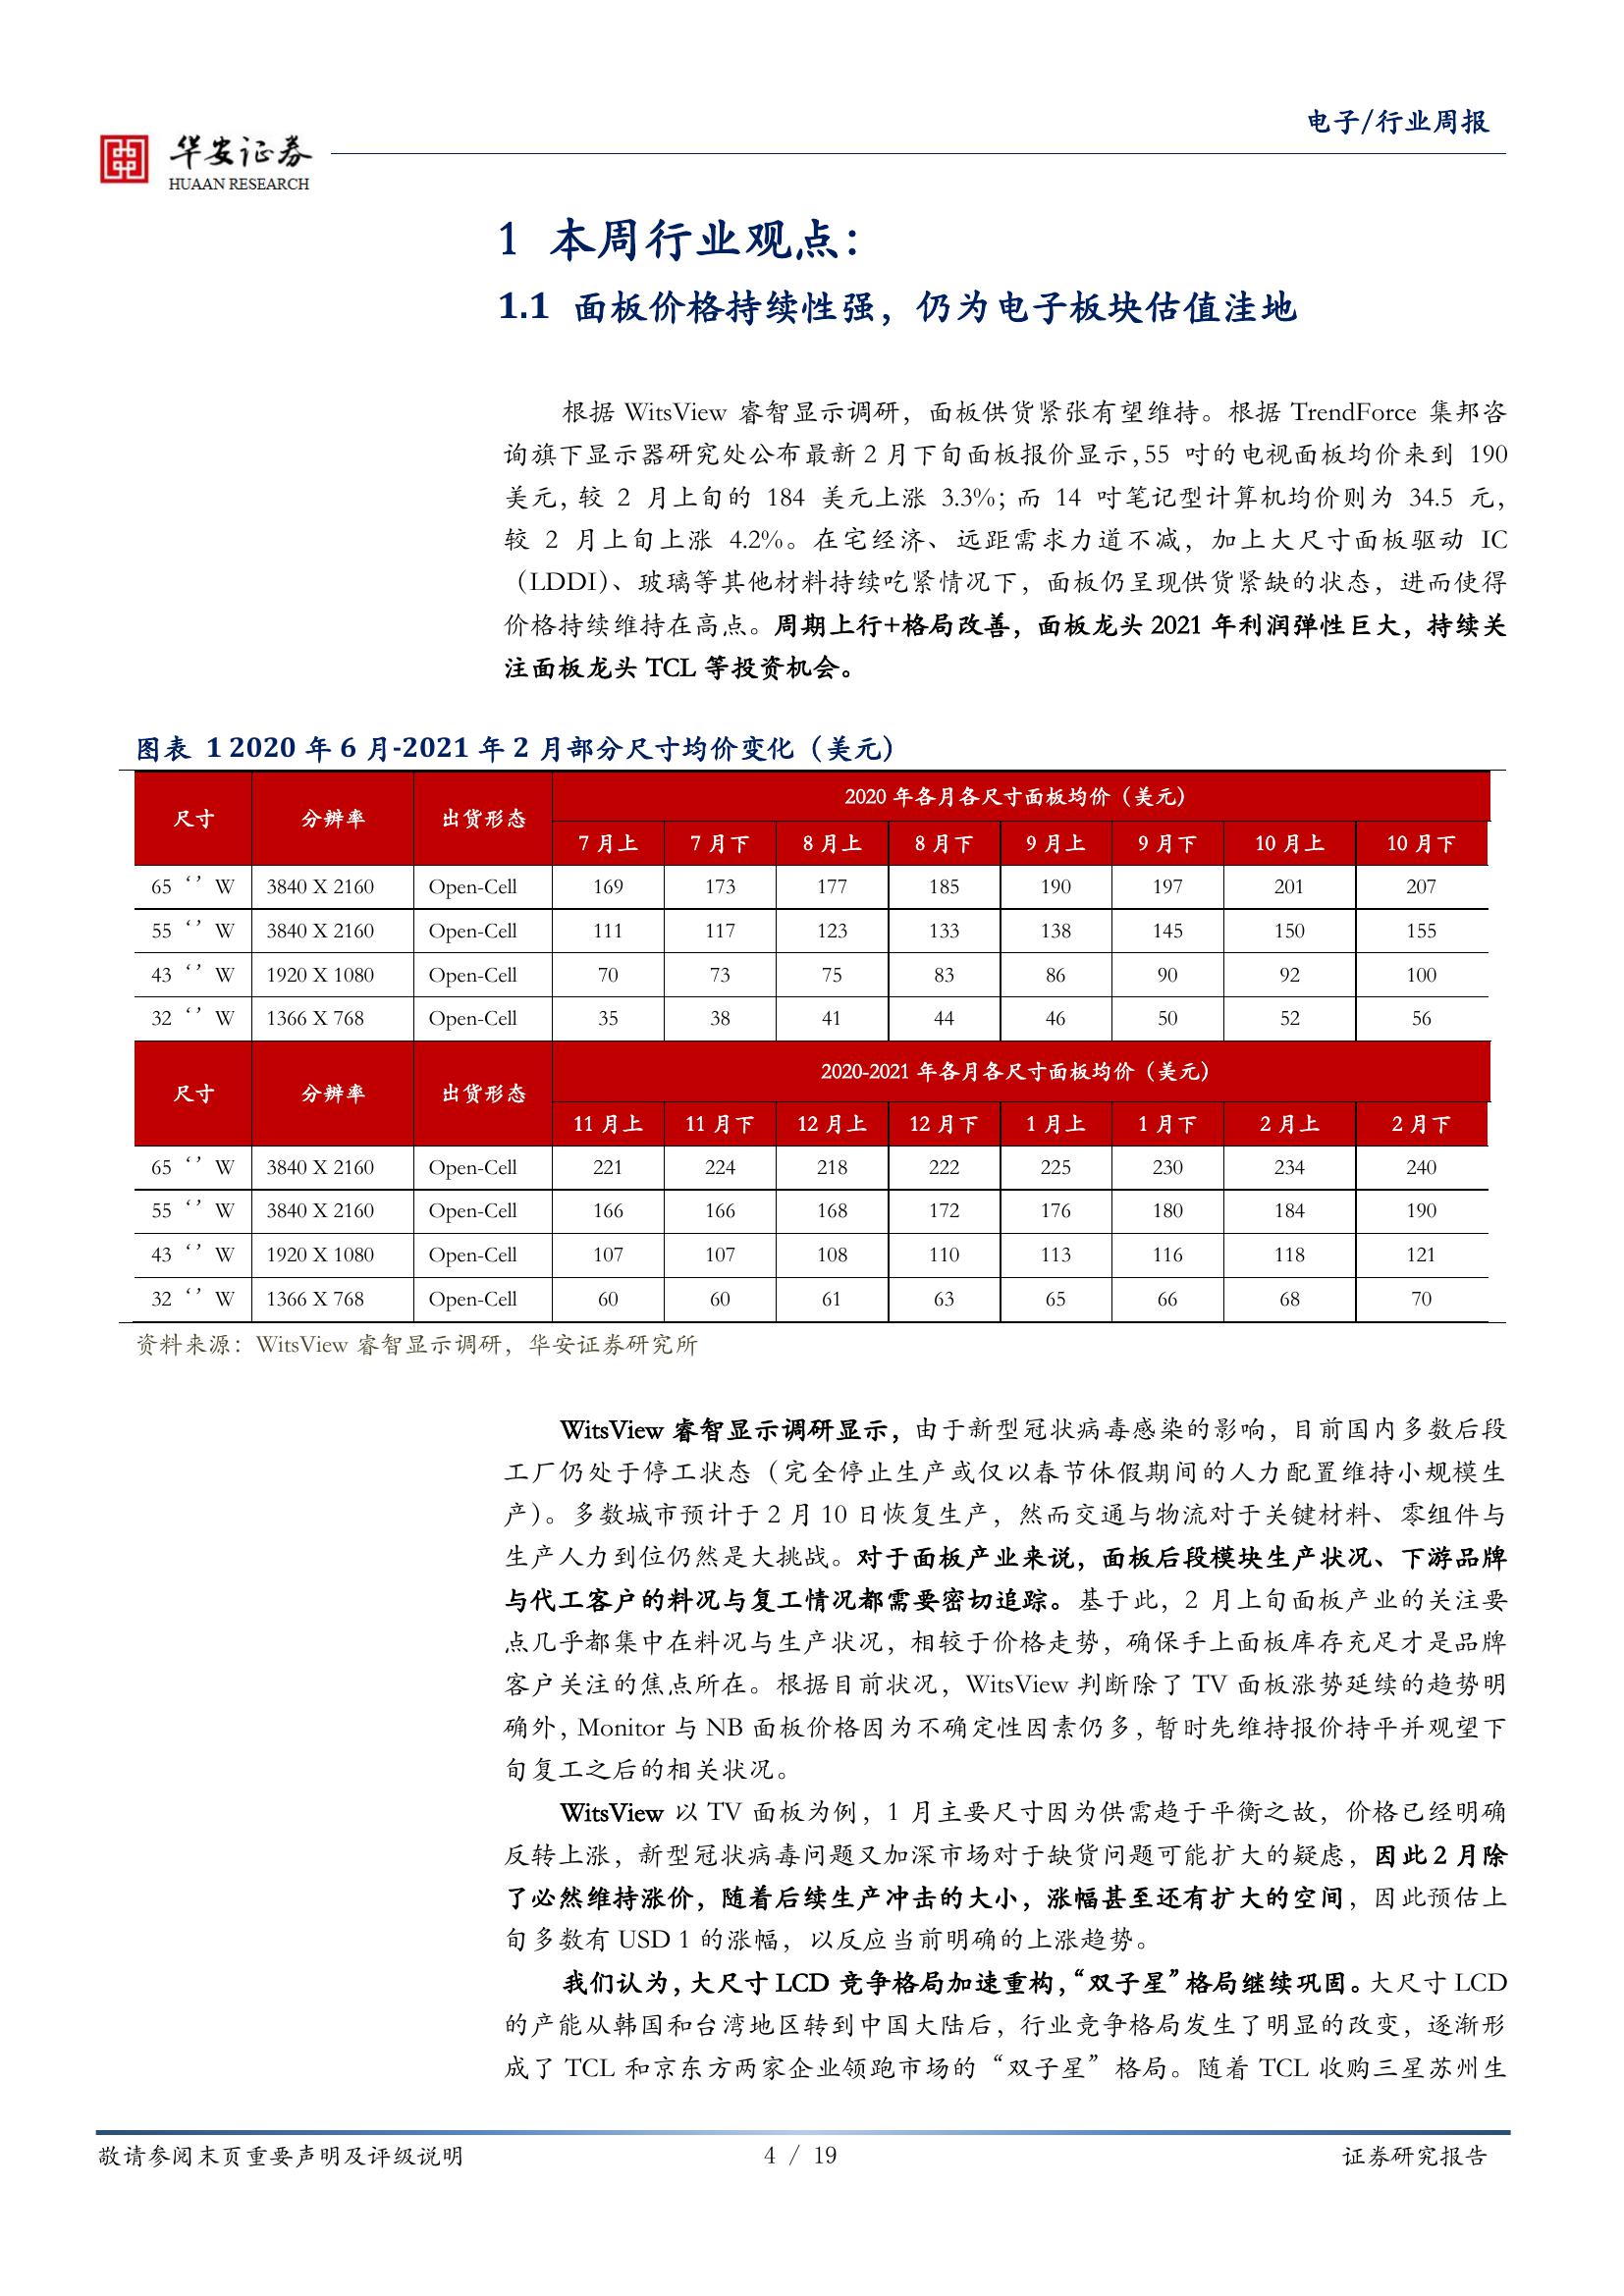 电子/行业周报
华安证券
HUAAN RESEARCH
1 本周行业观点：
1.1 面板价格持续性强，仍为电子板块估值洼地
根据 WitsView 睿智显示调研，面板供货紧张有望维持。根据 TrendForce 集邦咨
询旗下显示器研究处公布最新 2 月下旬面板报价显示，55 吋的电视面板均价来到 190
美元，较 2 月上旬的 184 美元上涨 3.3%；而 14 吋笔记型计算机均价则为 34.5 元，
较 2 月上旬上涨 4.2%。在宅经济、远距需求力道不减，加上大尺寸面板驱动 IC
（LDDI）、玻璃等其他材料持续吃紧情况下，面板仍呈现供货紧缺的状态，进而使得
价格持续维持在高点。周期上行+格局改善，面板龙头 2021 年利润弹性巨大，持续关
注面板龙头 TCL 等投资机会。
图表 1 2020 年 6 月-2021 年 2 月部分尺寸均价变化（美元）
尺寸 分辨率 出货形态 2020 年各月各尺寸面板均价（美元）
7 月上 7 月下 8 月上 8 月下 9 月上 9 月下 10 月上 10 月下
65 ‘’ W 3840 X 2160 Open-Cell 169 173 177 185 190 197 201 207
55 ‘’ W 3840 X 2160 Open-Cell 111 117 123 133 138 145 150 155
43 ‘’ W 1920 X 1080 Open-Cell 70 73 75 83 86 90 92 100
32 ‘’ W 1366 X 768 Open-Cell 35 38 41 44 46 50 52 56
尺寸 分辨率 出货形态 2020-2021 年各月各尺寸面板均价（美元）
11 月上 11 月下 12 月上 12 月下 1 月上 1 月下 2 月上 2 月下
65 ‘’ W 3840 X 2160 Open-Cell 221 224 218 222 225 230 234 240
55 ‘’ W 3840 X 2160 Open-Cell 166 166 168 172 176 180 184 190
43 ‘’ W 1920 X 1080 Open-Cell 107 107 108 110 113 116 118 121
32 ‘’ W 1366 X 768 Open-Cell 60 60 61 63 65 66 68 70
资料来源：WitsView 睿智显示调研，华安证券研究所
WitsView 睿智显示调研显示，由于新型冠状病毒感染的影响，目前国内多数后段
工厂仍处于停工状态（完全停止生产或仅以春节休假期间的人力配置维持小规模生
产）。多数城市预计于 2 月 10 日恢复生产，然而交通与物流对于关键材料、零组件与
生产人力到位仍然是大挑战。对于面板产业来说，面板后段模块生产状况、下游品牌
与代工客户的料况与复工情况都需要密切追踪。基于此，2 月上旬面板产业的关注要
点几乎都集中在料况与生产状况，相较于价格走势，确保手上面板库存充足才是品牌
客户关注的焦点所在。根据目前状况，WitsView 判断除了 TV 面板涨势延续的趋势明
确外，Monitor 与 NB 面板价格因为不确定性因素仍多，暂时先维持报价持平并观望下
旬复工之后的相关状况。
WitsView 以 TV 面板为例，1 月主要尺寸因为供需趋于平衡之故，价格已经明确
反转上涨，新型冠状病毒问题又加深市场对于缺货问题可能扩大的疑虑，因此 2 月除
了必然维持涨价，随着后续生产冲击的大小，涨幅甚至还有扩大的空间，因此预估上
旬多数有 USD 1 的涨幅，以反应当前明确的上涨趋势。
我们认为，大尺寸 LCD 竞争格局加速重构，“双子星”格局继续巩固。大尺寸 LCD
的产能从韩国和台湾地区转到中国大陆后，行业竞争格局发生了明显的改变，逐渐形
成了 TCL 和京东方两家企业领跑市场的“双子星”格局。随着 TCL 收购三星苏州生
敬请参阅末页重要声明及评级说明 4 / 19 证券研究报告